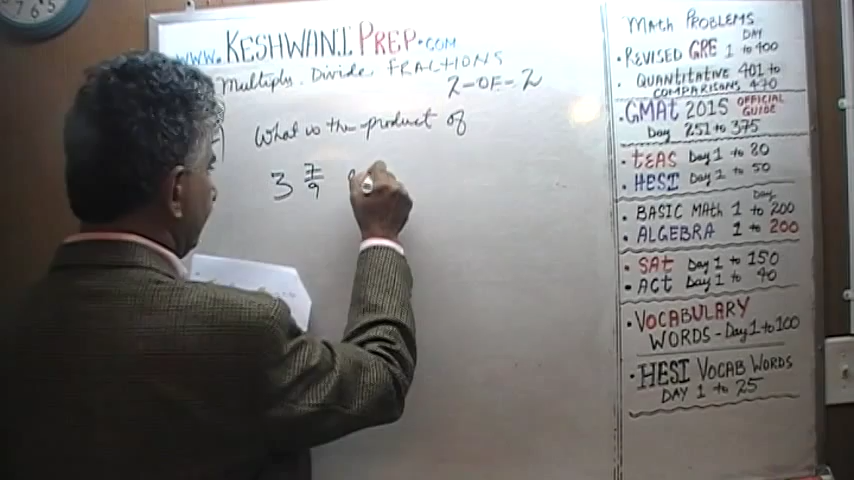 www.KESHWANI PREP.COM
Multiply. Divide FRACTIONS
2-OF-2
What is the product of
3 7/9
Math PROBLEMS
DAY
• REVISED GRE 1 to 400
• QUANTITATIVE 401 to
COMPARISONS 470
• GMAt 2015 OFFICIAL
GUIDE
Day 251 to 375
• tEAS Day 1 to 80
• HESI Day 1 to 50
Day
• BASIC MAth 1 to 200
• ALGEBRA 1 to 200
• SAt Day 1 to 150
• ACt Day 1 to 40
• VOCABULARY
WORDS - Day 1 to 100
• HESI VOCAB WORDS
DAY 1 to 25